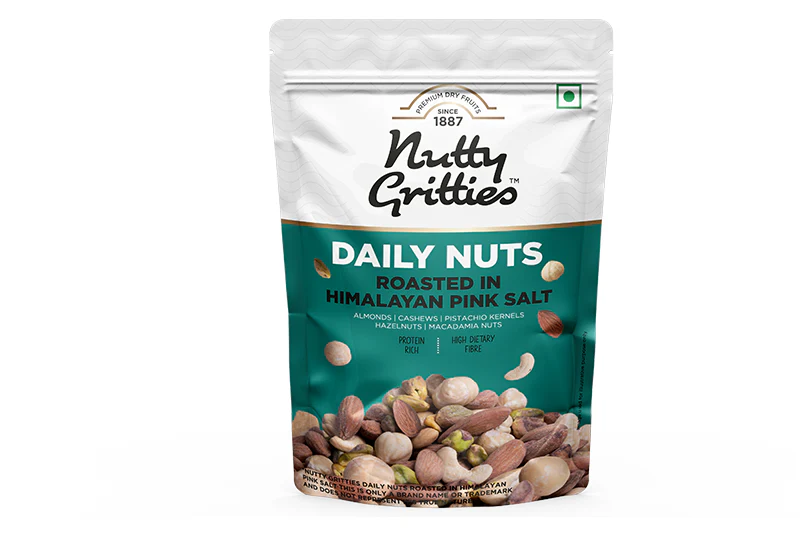 PREMIUM DRY FRUITS
SINCE
1887
Nutty
Gritties™
DAILY NUTS
ROASTED IN
HIMALAYAN PINK SALT
ALMONDS | CASHEWS | PISTACHIO KERNELS
HAZELNUTS | MACADAMIA NUTS
PROTEIN
RICH
HIGH DIETARY
FIBRE
NUTTY GRITTIES DAILY NUTS ROASTED IN HIMALAYAN
PINK SALT THIS IS ONLY A BRAND NAME OR TRADEMARK
AND DOES NOT REPRESENT